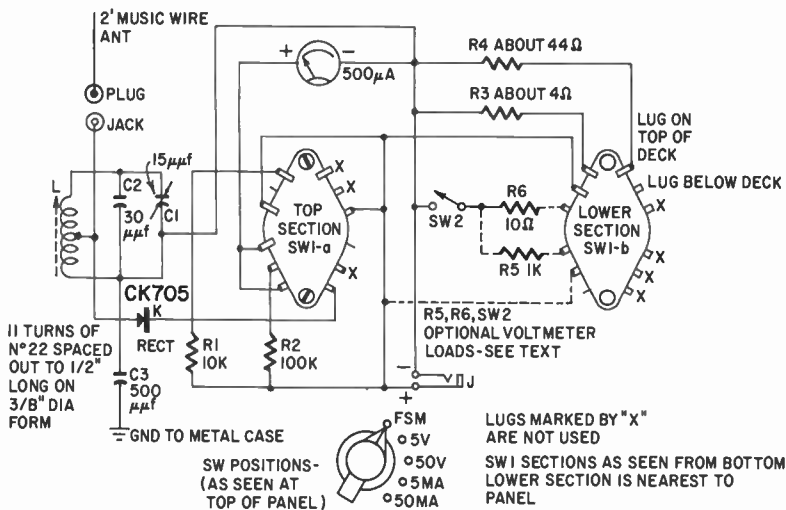 2' MUSIC WIRE
ANT
PLUG
JACK
L
C2
30
μμf
15μμf
C1
CK705
K
RECT
11 TURNS OF
Nº22 SPACED
OUT TO 1/2"
LONG ON
3/8" DIA
FORM
C3
500
μμf
GND TO METAL CASE
+
-
500μA
TOP
SECTION
SW1-a
X
X
X
X
R1
10K
R2
100K
R4 ABOUT 44Ω
R3 ABOUT 4Ω
LUG ON
TOP OF
DECK
LUG BELOW DECK
SW2
R6
10Ω
R5 1K
LOWER
SECTION
SW1-b
X
X
X
X
X
R5, R6, SW2
OPTIONAL VOLTMETER
LOADS-SEE TEXT
-
+
J
SW POSITIONS-
(AS SEEN AT
TOP OF PANEL)
FSM
5V
50V
5MA
50MA
LUGS MARKED BY "X"
ARE NOT USED
SW1 SECTIONS AS SEEN FROM BOTTOM
LOWER SECTION IS NEAREST TO
PANEL